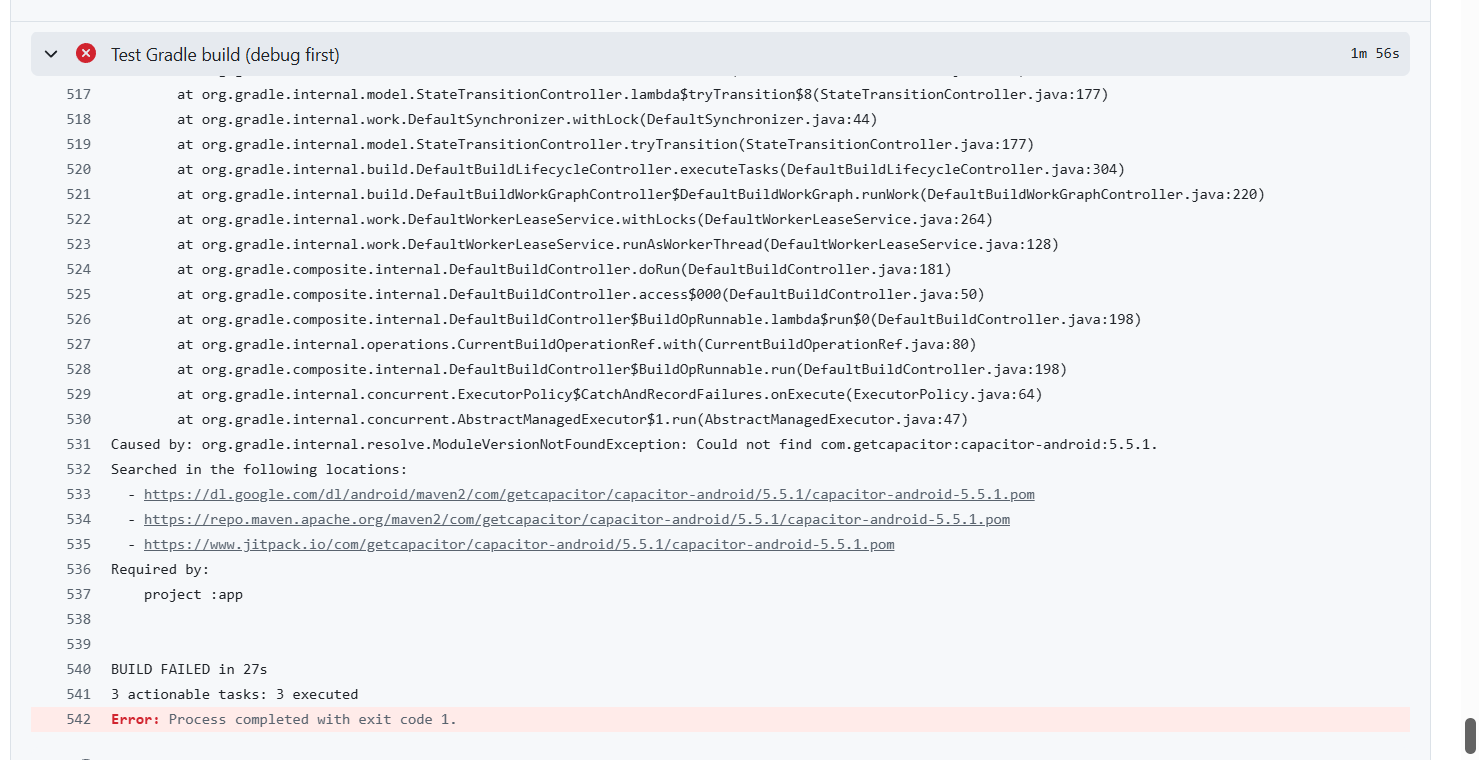 Test Gradle build (debug first) 1m 56s
517 at org.gradle.internal.model.StateTransitionController.lambda$tryTransition$8(StateTransitionController.java:177)
518 at org.gradle.internal.work.DefaultSynchronizer.withLock(DefaultSynchronizer.java:44)
519 at org.gradle.internal.model.StateTransitionController.tryTransition(StateTransitionController.java:177)
520 at org.gradle.internal.build.DefaultBuildLifecycleController.executeTasks(DefaultBuildLifecycleController.java:304)
521 at org.gradle.internal.build.DefaultBuildWorkGraphController$DefaultBuildWorkGraph.runWork(DefaultBuildWorkGraphController.java:220)
522 at org.gradle.internal.work.DefaultWorkerLeaseService.withLocks(DefaultWorkerLeaseService.java:264)
523 at org.gradle.internal.work.DefaultWorkerLeaseService.runAsWorkerThread(DefaultWorkerLeaseService.java:128)
524 at org.gradle.composite.internal.DefaultBuildController.doRun(DefaultBuildController.java:181)
525 at org.gradle.composite.internal.DefaultBuildController.access$000(DefaultBuildController.java:50)
526 at org.gradle.composite.internal.DefaultBuildController$BuildOpRunnable.lambda$run$0(DefaultBuildController.java:198)
527 at org.gradle.internal.operations.CurrentBuildOperationRef.with(CurrentBuildOperationRef.java:80)
528 at org.gradle.composite.internal.DefaultBuildController$BuildOpRunnable.run(DefaultBuildController.java:198)
529 at org.gradle.internal.concurrent.ExecutorPolicy$CatchAndRecordFailures.onExecute(ExecutorPolicy.java:64)
530 at org.gradle.internal.concurrent.AbstractManagedExecutor$1.run(AbstractManagedExecutor.java:47)
531 Caused by: org.gradle.internal.resolve.ModuleVersionNotFoundException: Could not find com.getcapacitor:capacitor-android:5.5.1.
532 Searched in the following locations:
533 - https://dl.google.com/dl/android/maven2/com/getcapacitor/capacitor-android/5.5.1/capacitor-android-5.5.1.pom
534 - https://repo.maven.apache.org/maven2/com/getcapacitor/capacitor-android/5.5.1/capacitor-android-5.5.1.pom
535 - https://www.jitpack.io/com/getcapacitor/capacitor-android/5.5.1/capacitor-android-5.5.1.pom
536 Required by:
537 project :app
538
539
540 BUILD FAILED in 27s
541 3 actionable tasks: 3 executed
542 Error: Process completed with exit code 1.